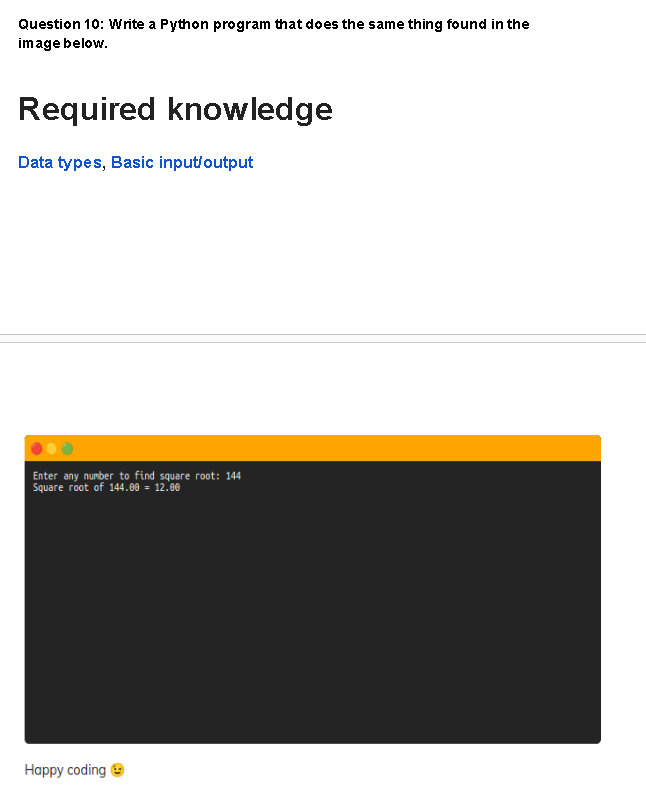 Question 10: Write a Python program that does the same thing found in the
image below.
Required knowledge
Data types, Basic input/output
Enter any number to find square root: 144
Square root of 144.00 = 12.00
Happy coding 😉